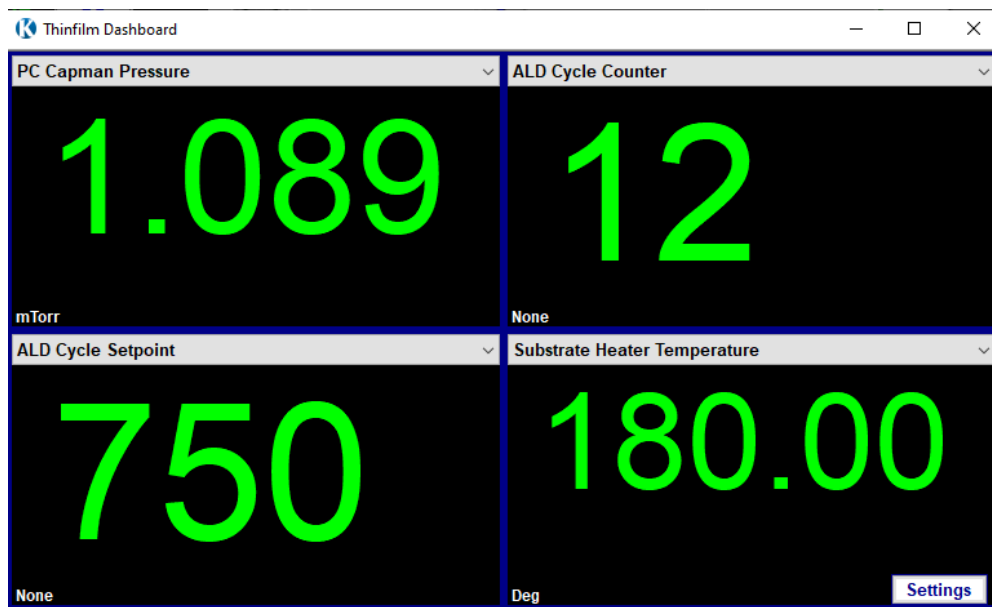 Thinfilm Dashboard
PC Capman Pressure
1.089
mTorr
ALD Cycle Counter
12
None
ALD Cycle Setpoint
750
None
Substrate Heater Temperature
180.00
Deg
Settings